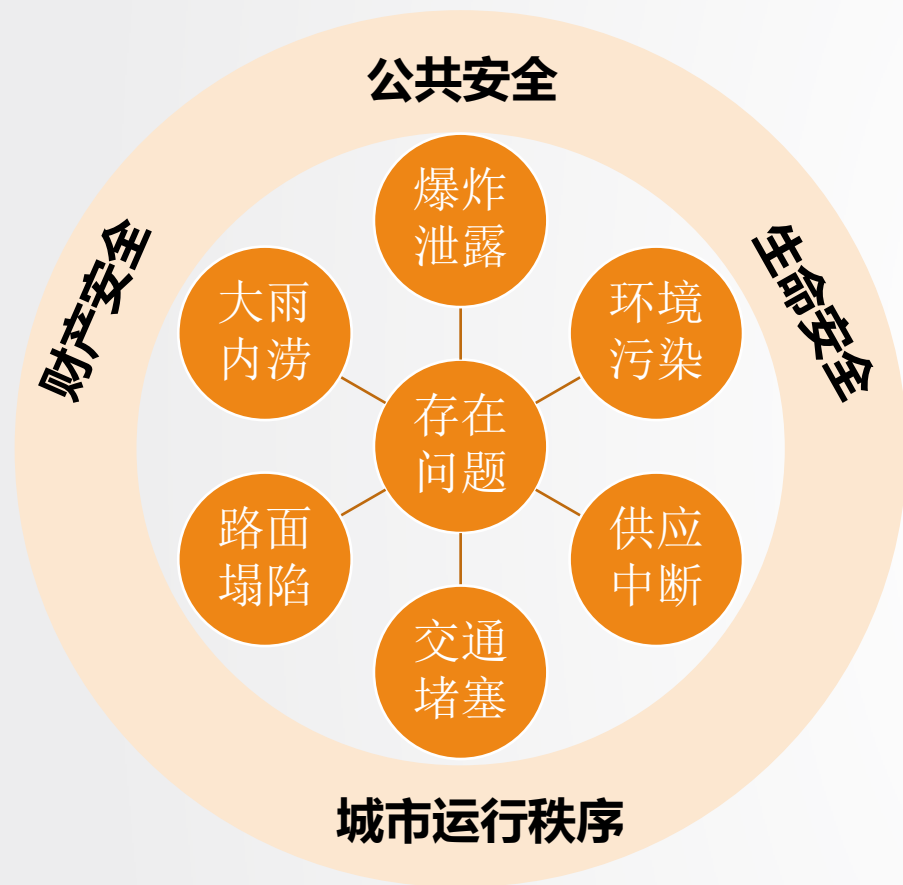 公共安全
财产安全
生命安全
爆炸
泄露
大雨
内涝
环境
污染
存在
问题
路面
塌陷
供应
中断
交通
堵塞
城市运行秩序